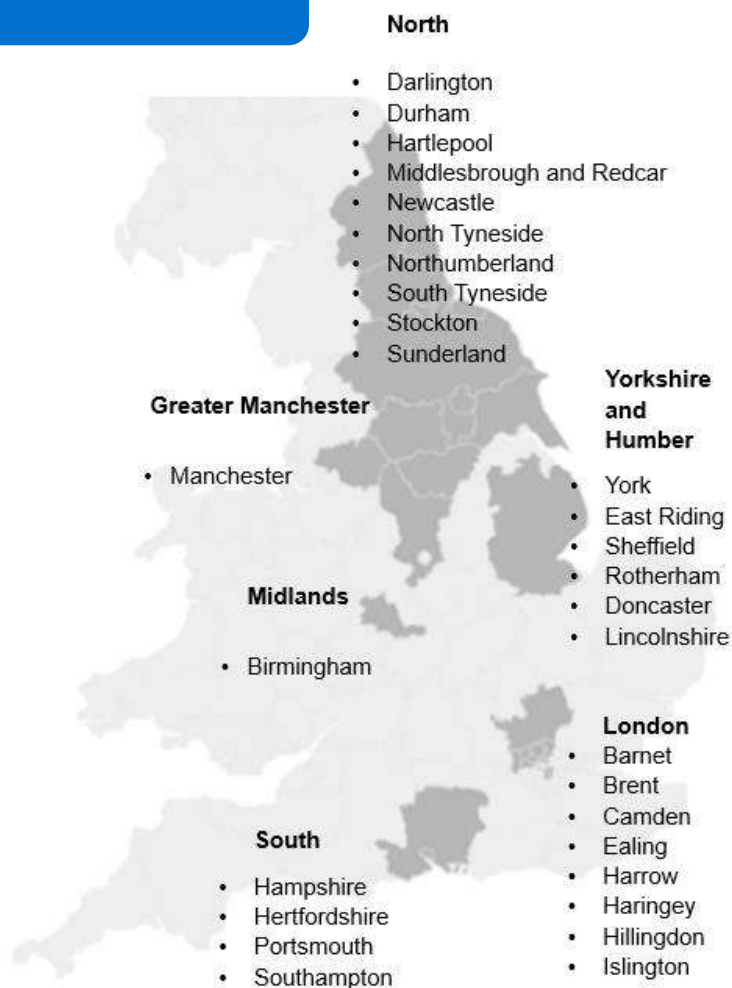 North
• Darlington
• Durham
• Hartlepool
• Middlesbrough and Redcar
• Newcastle
• North Tyneside
• Northumberland
• South Tyneside
• Stockton
• Sunderland
Greater Manchester
• Manchester
Yorkshire
and
Humber
• York
• East Riding
• Sheffield
• Rotherham
• Doncaster
• Lincolnshire
Midlands
• Birmingham
London
• Barnet
• Brent
• Camden
• Ealing
• Harrow
• Haringey
• Hillingdon
• Islington
South
• Hampshire
• Hertfordshire
• Portsmouth
• Southampton